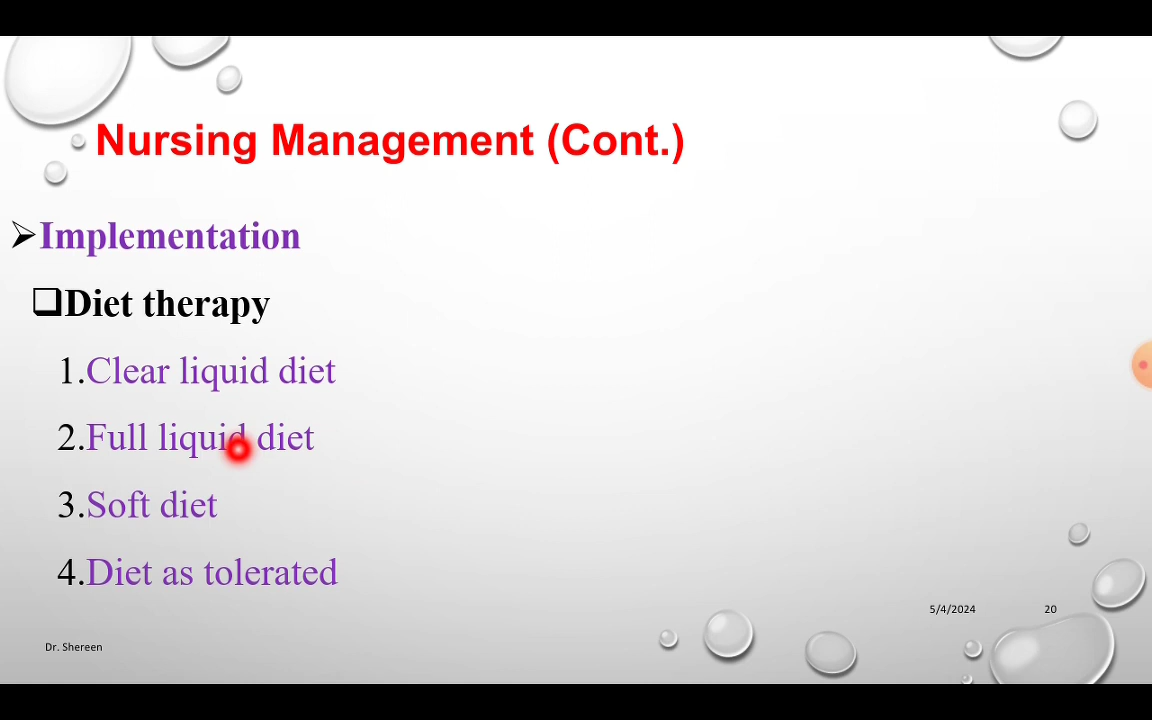 Nursing Management (Cont.)
➢Implementation
❑Diet therapy
1.Clear liquid diet
2.Full liquid diet
3.Soft diet
4.Diet as tolerated
5/4/2024 20
Dr. Shereen